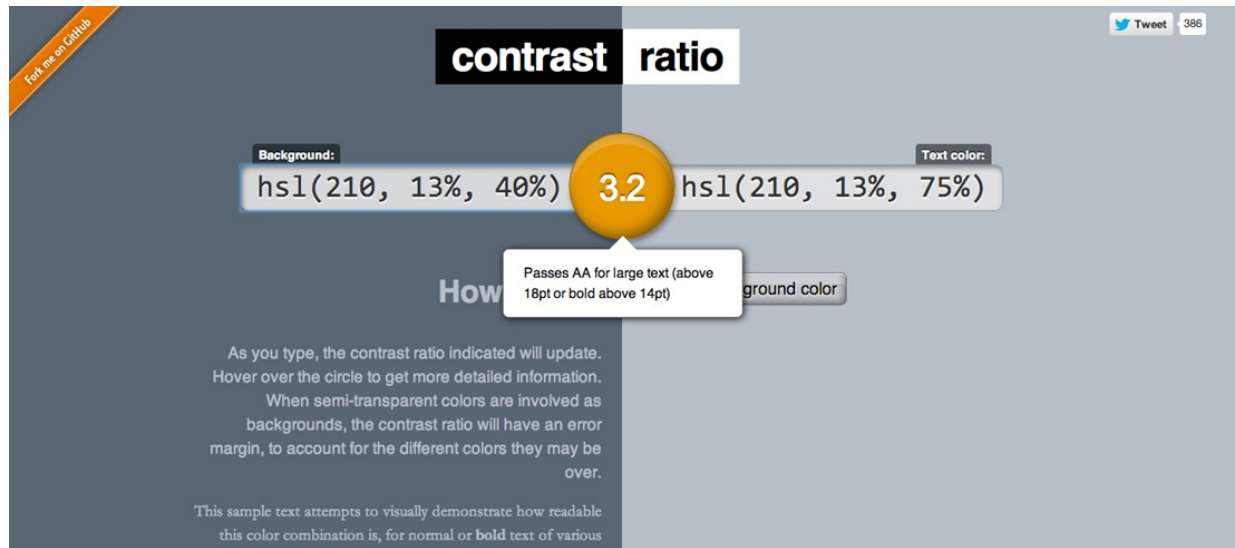 Fork me on GitHub
Tweet 386
contrast ratio
Background:
Text color:
hsl(210, 13%, 40%) 3.2 hsl(210, 13%, 75%)
Passes AA for large text (above
18pt or bold above 14pt)
How
ground color
As you type, the contrast ratio indicated will update.
Hover over the circle to get more detailed information.
When semi-transparent colors are involved as
backgrounds, the contrast ratio will have an error
margin, to account for the different colors they may be
over.
This sample text attempts to visually demonstrate how readable
this color combination is, for normal or bold text of various